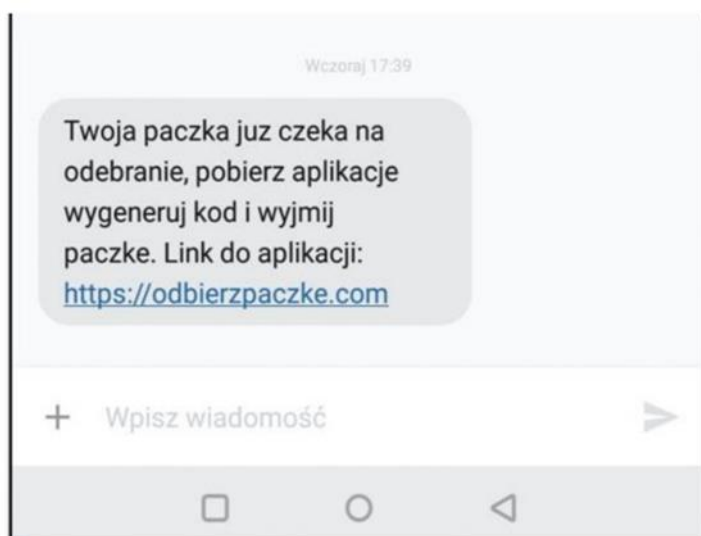 Wczoraj 17:39
Twoja paczka juz czeka na
odebranie, pobierz aplikacje
wygeneruj kod i wyjmij
paczke. Link do aplikacji:
https://odbierzpaczke.com
Wpisz wiadomość